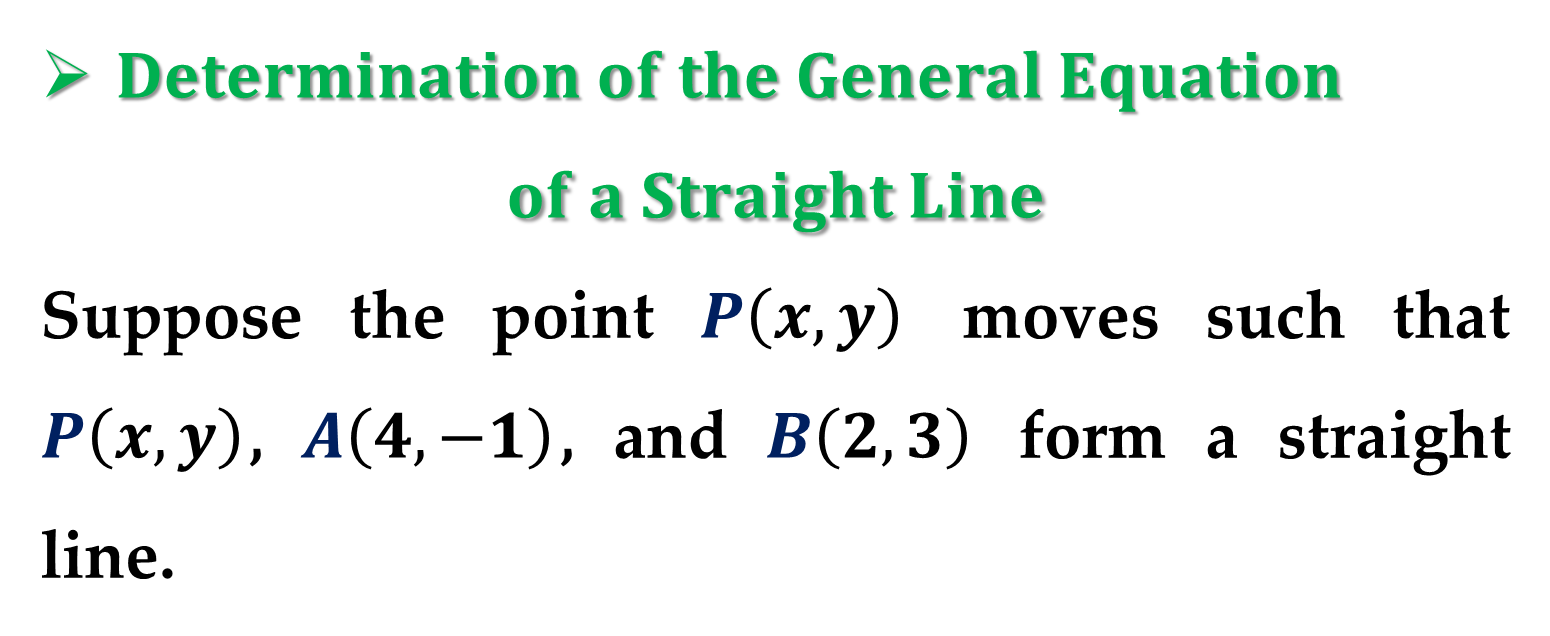 ➢ Determination of the General Equation
of a Straight Line
Suppose the point P(x, y) moves such that
P(x, y), A(4, −1), and B(2, 3) form a straight
line.